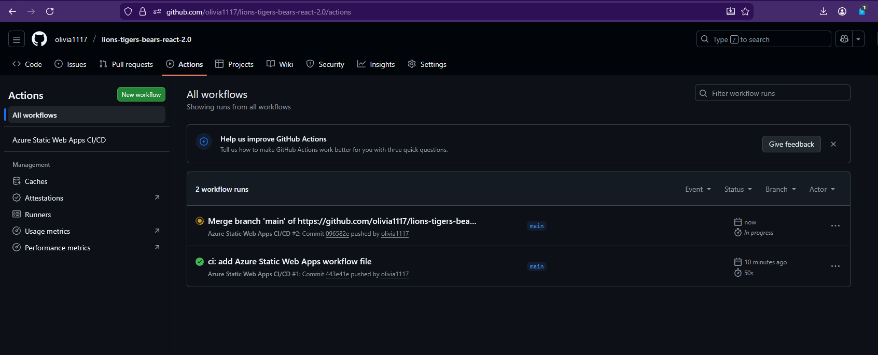 github.com/olivia1117/lions-tigers-bears-react-2.0/actions
olivia1117 / lions-tigers-bears-react-2.0
Type / to search
Code Issues Pull requests Actions Projects Wiki Security Insights Settings
Actions
New workflow
All workflows
Azure Static Web Apps CI/CD
Management
Caches
Attestations
Runners
Usage metrics
Performance metrics
All workflows
Showing runs from all workflows
Filter workflow runs
Help us improve GitHub Actions
Tell us how to make GitHub Actions work better for you with three quick questions.
Give feedback
2 workflow runs
Event Status Branch Actor
Merge branch 'main' of https://github.com/olivia1117/lions-tigers-bea...
Azure Static Web Apps CI/CD #2: Commit 096582e pushed by olivia1117
main
now
In progress
ci: add Azure Static Web Apps workflow file
Azure Static Web Apps CI/CD #1: Commit 443e41e pushed by olivia1117
main
10 minutes ago
50s